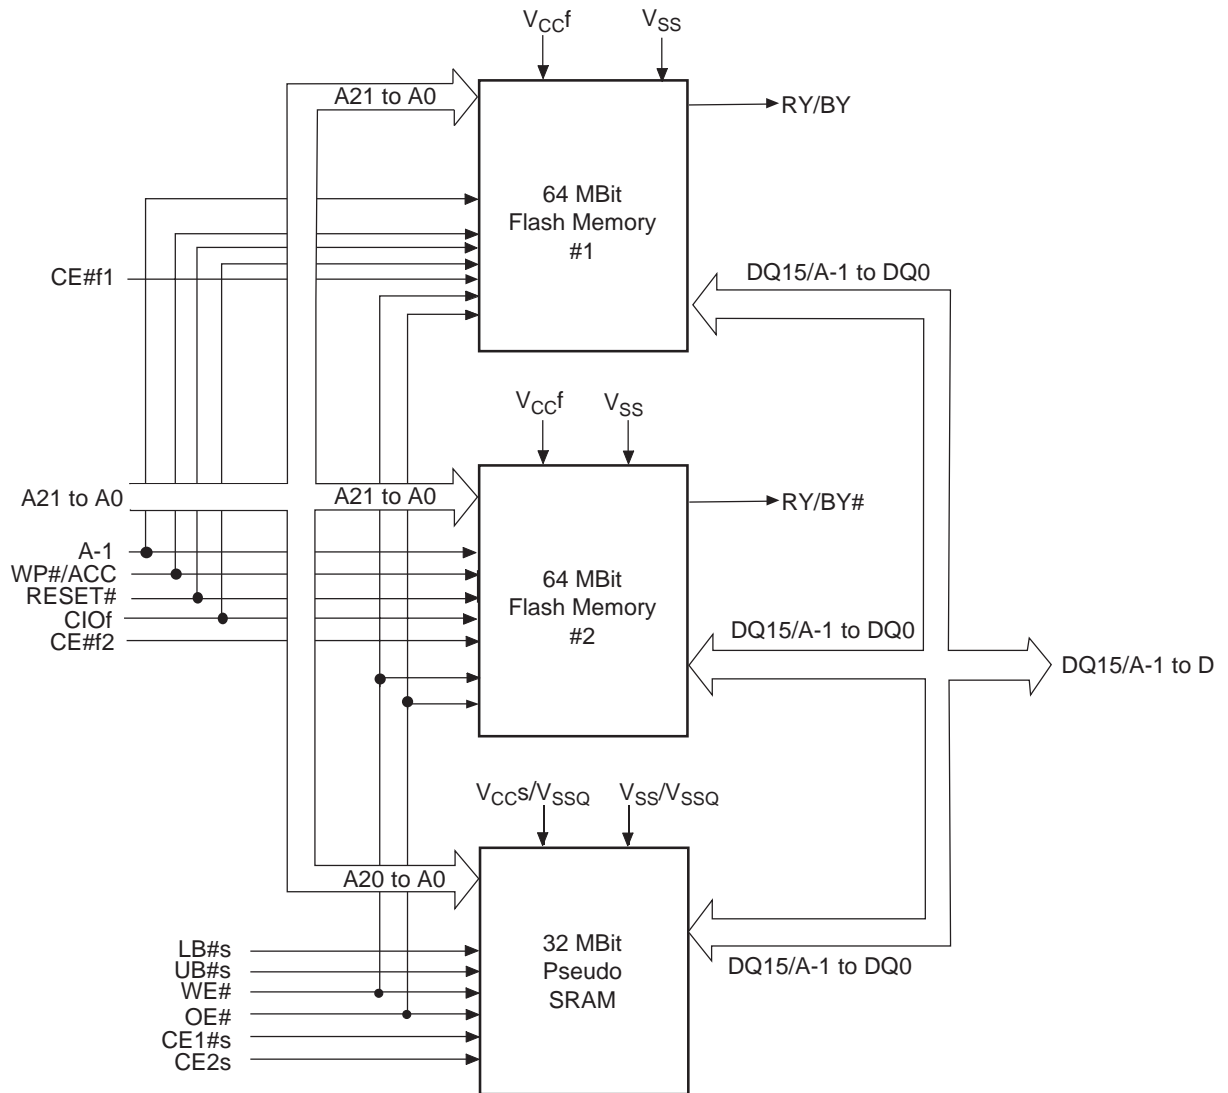 VCCf VSS
A21 to A0
RY/BY
64 MBit
Flash Memory
#1
CE#f1
DQ15/A-1 to DQ0
VCCf VSS
A21 to A0
A21 to A0
RY/BY#
A-1
WP#/ACC
RESET#
CIOf
CE#f2
64 MBit
Flash Memory
#2
DQ15/A-1 to DQ0
DQ15/A-1 to D
VCCs/VSSQ VSS/VSSQ
A20 to A0
LB#s
UB#s
WE#
OE#
CE1#s
CE2s
32 MBit
Pseudo
SRAM
DQ15/A-1 to DQ0